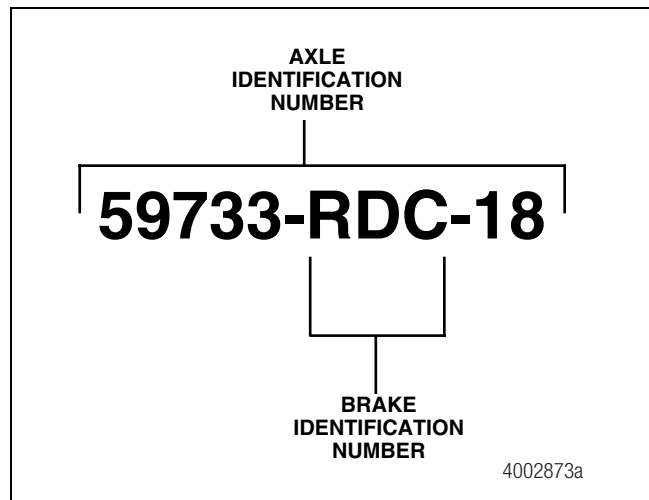 AXLE
IDENTIFICATION
NUMBER
59733-RDC-18
BRAKE
IDENTIFICATION
NUMBER
4002873a